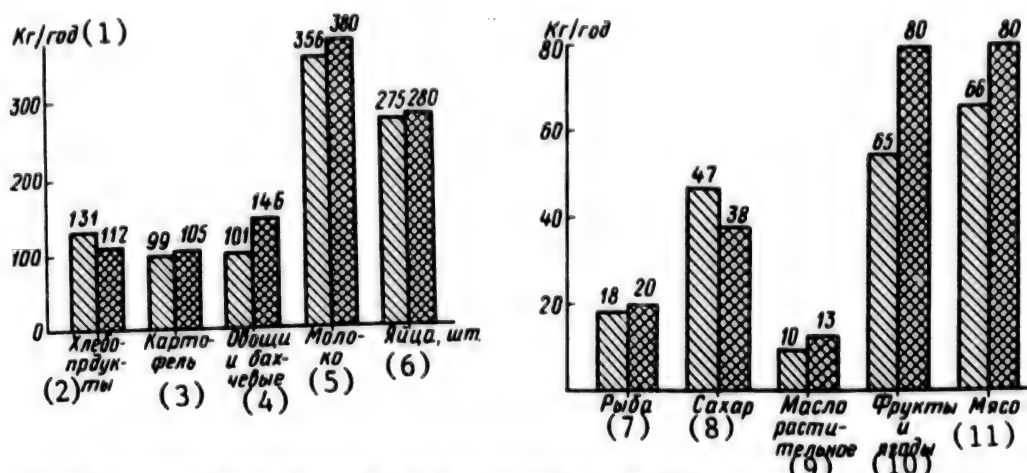 Кг/год (1)
356 380
300
275 280
200
131
112
99
105
101
146
100
0
Хлебо-
прдук-
ты
(2)
Карто-
фель
(3)
Овощи
и бах-
чевые
(4)
Моло-
ко
(5)
Яйца, шт.
(6)
Кг/год
80
60
40
20
18
20
47
38
10
13
65
80
66
80
Рыба
(7)
Сахар
(8)
Масло
расти-
тельное
(9)
Фрукты
и
ягоды
(10)
Мясо
(11)